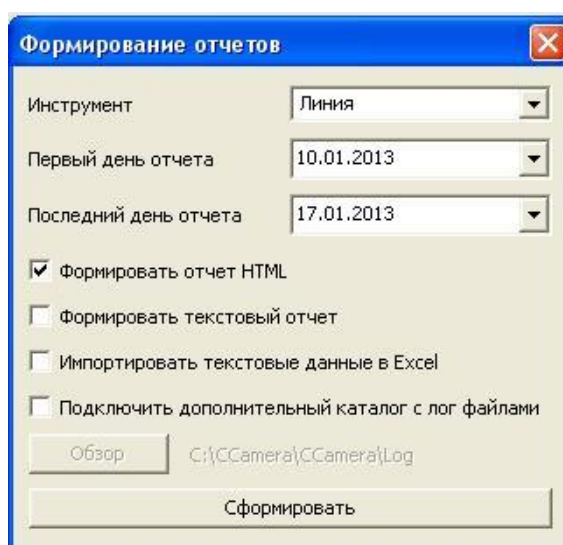 Формирование отчетов
Инструмент Линия
Первый день отчета 10.01.2013
Последний день отчета 17.01.2013
Формировать отчет HTML
Формировать текстовый отчет
Импортировать текстовые данные в Excel
Подключить дополнительный каталог с лог файлами
Обзор C:\CCamera\CCamera\Log
Сформировать